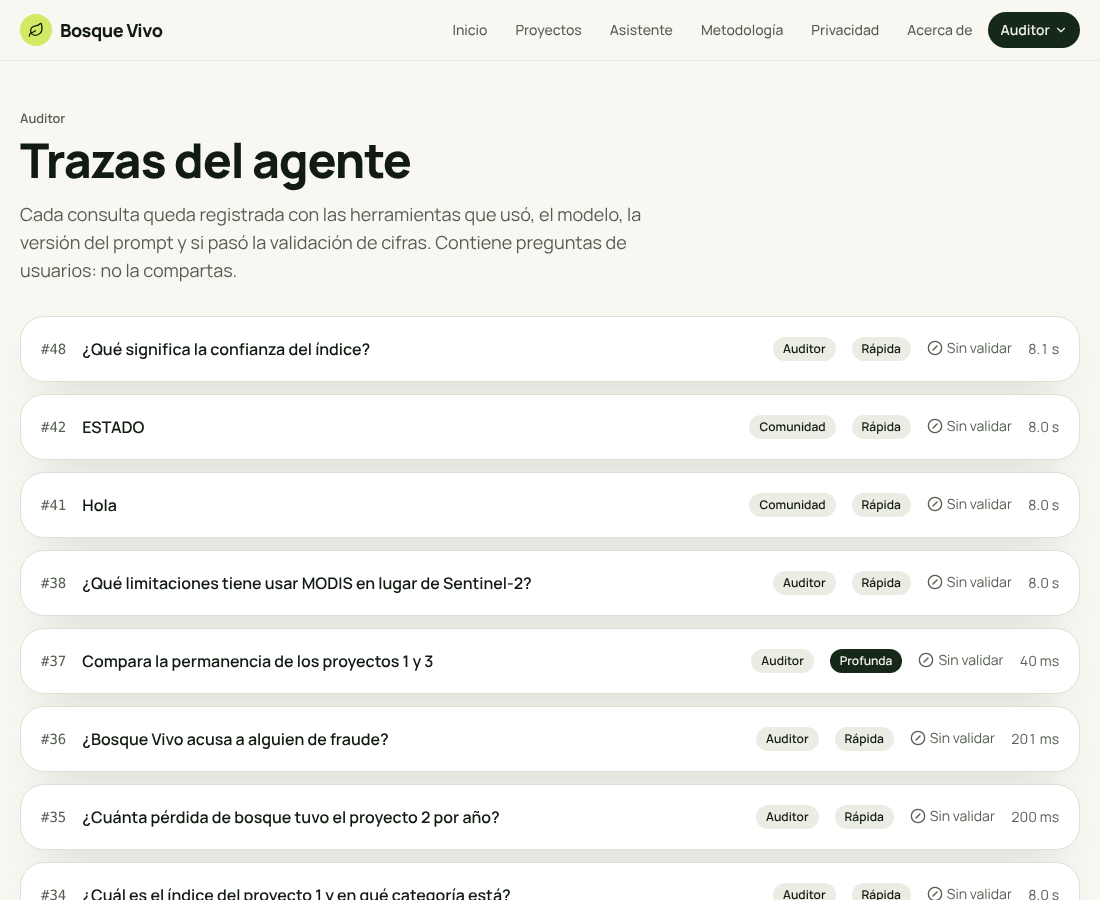 Bosque Vivo
Inicio
Proyectos
Asistente
Metodología
Privacidad
Acerca de
Auditor
Auditor
Trazas del agente
Cada consulta queda registrada con las herramientas que usó, el modelo, la
versión del prompt y si pasó la validación de cifras. Contiene preguntas de
usuarios: no la compartas.
#48 ¿Qué significa la confianza del índice? Auditor Rápida Sin validar 8.1 s
#42 ESTADO Comunidad Rápida Sin validar 8.0 s
#41 Hola Comunidad Rápida Sin validar 8.0 s
#38 ¿Qué limitaciones tiene usar MODIS en lugar de Sentinel-2? Auditor Rápida Sin validar 8.0 s
#37 Compara la permanencia de los proyectos 1 y 3 Auditor Profunda Sin validar 40 ms
#36 ¿Bosque Vivo acusa a alguien de fraude? Auditor Rápida Sin validar 201 ms
#35 ¿Cuánta pérdida de bosque tuvo el proyecto 2 por año? Auditor Rápida Sin validar 200 ms
#34 ¿Cuál es el índice del proyecto 1 y en qué categoría está? Auditor Rápida Sin validar 8.0 s